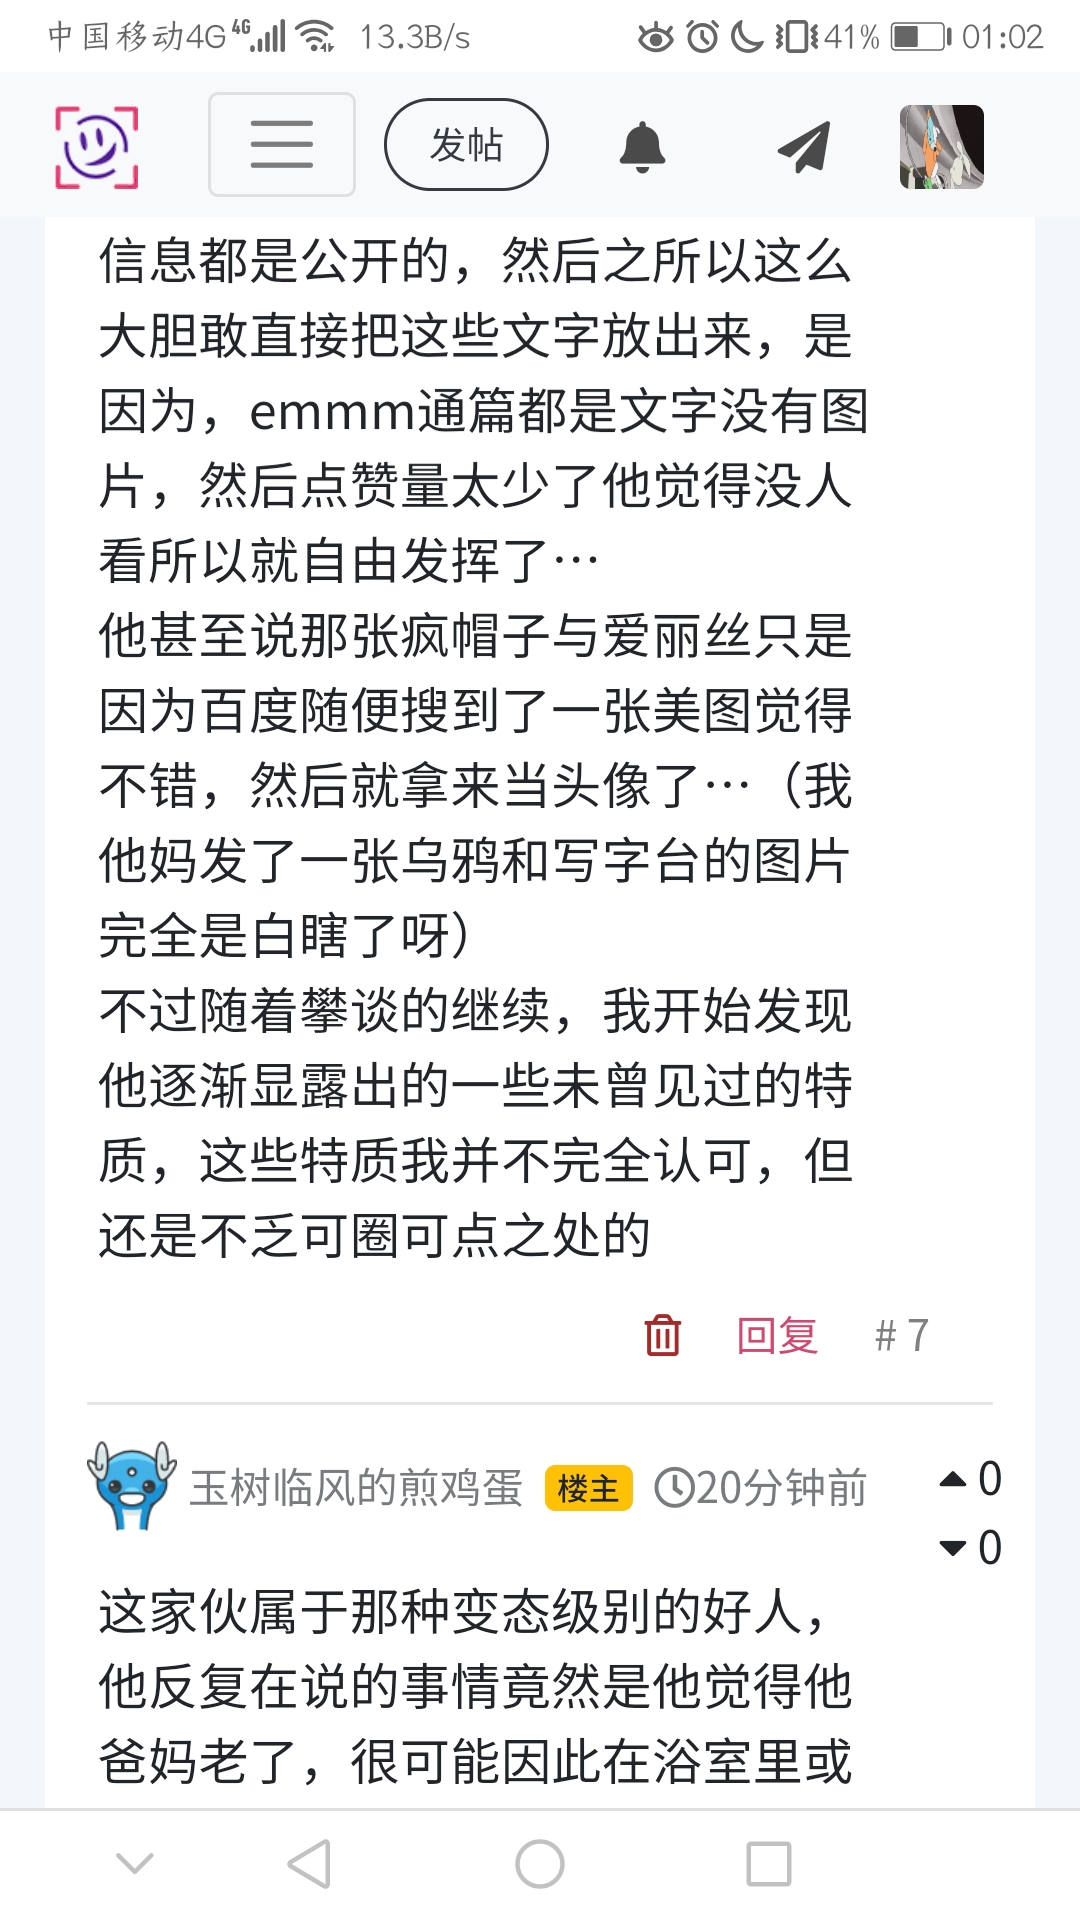 中国移动4G 4G 13.3B/s 41% 01:02
发帖
信息都是公开的，然后之所以这么
大胆敢直接把这些文字放出来，是
因为，emmm通篇都是文字没有图
片，然后点赞量太少了他觉得没人
看所以就自由发挥了…
他甚至说那张疯帽子与爱丽丝只是
因为百度随便搜到了一张美图觉得
不错，然后就拿来当头像了…（我
他妈发了一张乌鸦和写字台的图片
完全是白瞎了呀）
不过随着攀谈的继续，我开始发现
他逐渐显露出的一些未曾见过的特
质，这些特质我并不完全认可，但
还是不乏可圈可点之处的
回复 # 7
玉树临风的煎鸡蛋 楼主 20分钟前 0
0
这家伙属于那种变态级别的好人，
他反复在说的事情竟然是他觉得他
爸妈老了，很可能因此在浴室里或